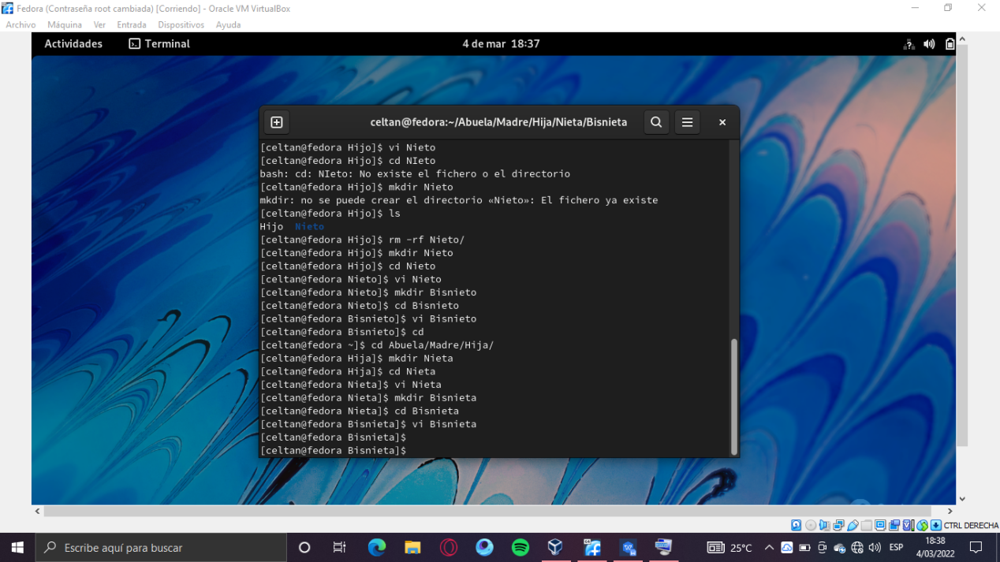 Fedora (Contraseña root cambiada) [Corriendo] - Oracle VM VirtualBox
Archivo Máquina Ver Entrada Dispositivos Ayuda
Actividades Terminal 4 de mar 18:37
celtan@fedora:~/Abuela/Madre/Hija/Nieta/Bisnieta
[celtan@fedora Hijo]$ vi Nieto
[celtan@fedora Hijo]$ cd NIeto
bash: cd: NIeto: No existe el fichero o el directorio
[celtan@fedora Hijo]$ mkdir Nieto
mkdir: no se puede crear el directorio «Nieto»: El fichero ya existe
[celtan@fedora Hijo]$ ls
Hijo Nieto
[celtan@fedora Hijo]$ rm -rf Nieto/
[celtan@fedora Hijo]$ mkdir Nieto
[celtan@fedora Hijo]$ cd Nieto
[celtan@fedora Nieto]$ vi Nieto
[celtan@fedora Nieto]$ mkdir Bisnieto
[celtan@fedora Nieto]$ cd Bisnieto
[celtan@fedora Bisnieto]$ vi Bisnieto
[celtan@fedora Bisnieto]$ cd
[celtan@fedora ~]$ cd Abuela/Madre/Hija/
[celtan@fedora Hija]$ mkdir Nieta
[celtan@fedora Hija]$ cd Nieta
[celtan@fedora Nieta]$ vi Nieta
[celtan@fedora Nieta]$ mkdir Bisnieta
[celtan@fedora Nieta]$ cd Bisnieta
[celtan@fedora Bisnieta]$ vi Bisnieta
[celtan@fedora Bisnieta]$
[celtan@fedora Bisnieta]$
CTRL DERECHA
Escribe aquí para buscar
25°C ESP 18:38
4/03/2022